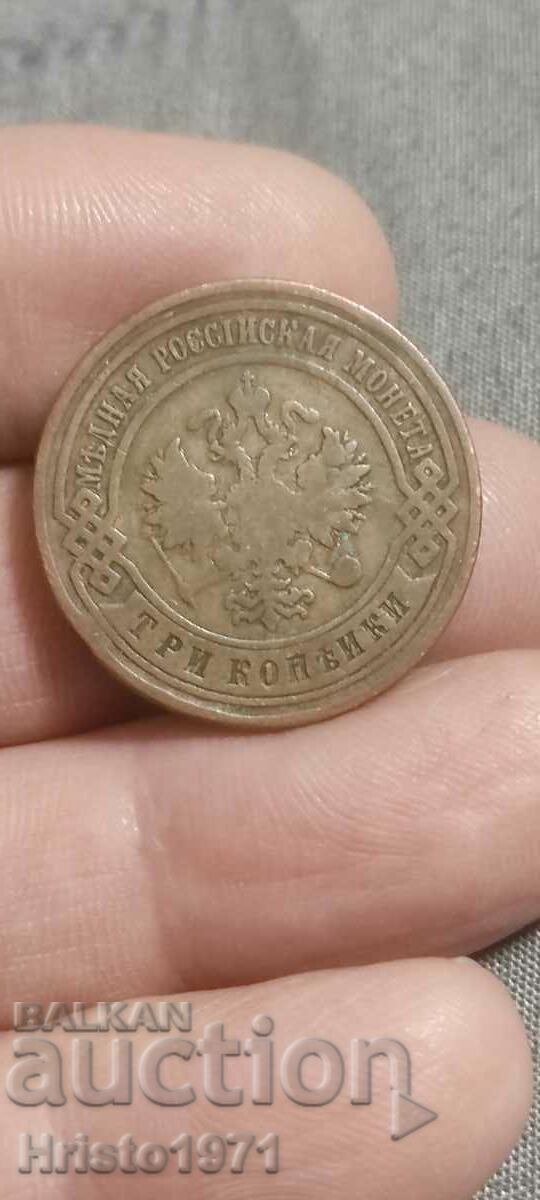 МѢДНАЯ РОССІЙСКАЯ МОНЕТА
ТРИ КОПѢЙКИ
BALKAN
auction
Hristo1971